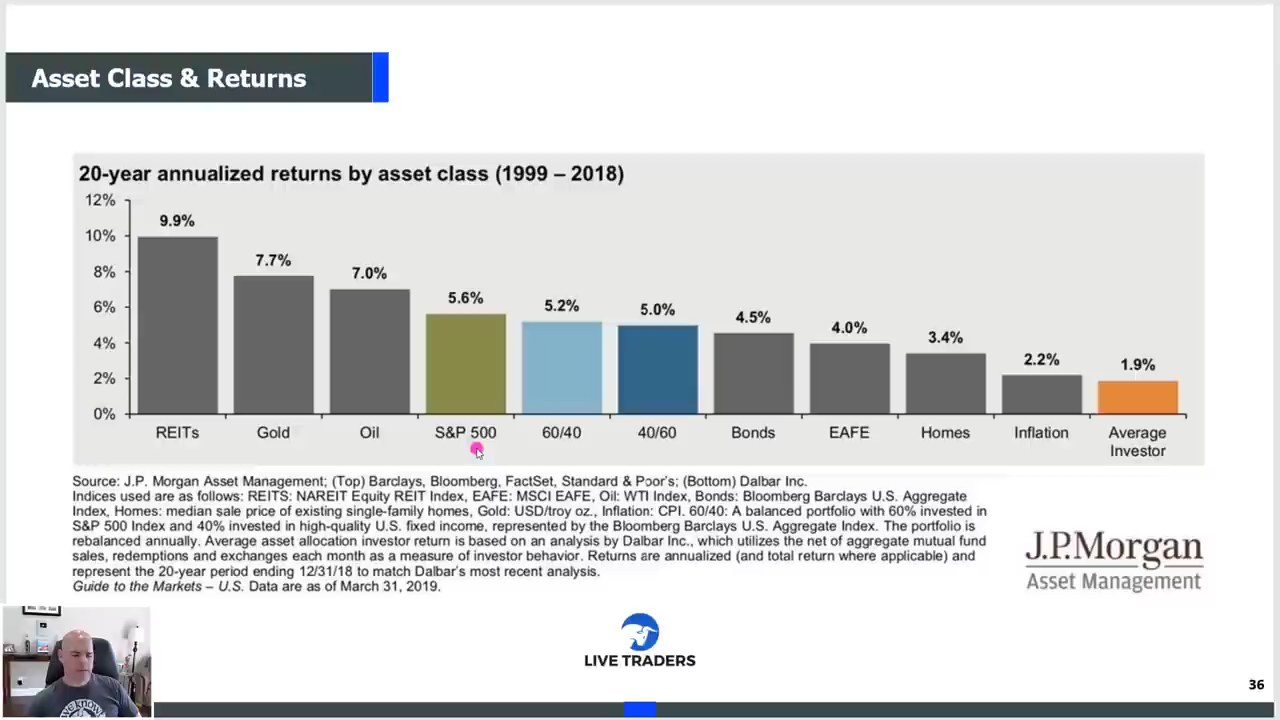 Asset Class & Returns
20-year annualized returns by asset class (1999 – 2018)
12%
10%
8%
6%
4%
2%
0%
9.9%
7.7%
7.0%
5.6%
5.2%
5.0%
4.5%
4.0%
3.4%
2.2%
1.9%
REITs
Gold
Oil
S&P 500
60/40
40/60
Bonds
EAFE
Homes
Inflation
Average
Investor
Source: J.P. Morgan Asset Management; (Top) Barclays, Bloomberg, FactSet, Standard & Poor's; (Bottom) Dalbar Inc.
Indices used are as follows: REITS: NAREIT Equity REIT Index, EAFE: MSCI EAFE, Oil: WTI Index, Bonds: Bloomberg Barclays U.S. Aggregate
Index, Homes: median sale price of existing single-family homes, Gold: USD/troy oz., Inflation: CPI. 60/40: A balanced portfolio with 60% invested in
S&P 500 Index and 40% invested in high-quality U.S. fixed income, represented by the Bloomberg Barclays U.S. Aggregate Index. The portfolio is
rebalanced annually. Average asset allocation investor return is based on an analysis by Dalbar Inc., which utilizes the net of aggregate mutual fund
sales, redemptions and exchanges each month as a measure of investor behavior. Returns are annualized (and total return where applicable) and
represent the 20-year period ending 12/31/18 to match Dalbar's most recent analysis.
Guide to the Markets – U.S. Data are as of March 31, 2019.
J.P.Morgan
Asset Management
LIVE TRADERS
36